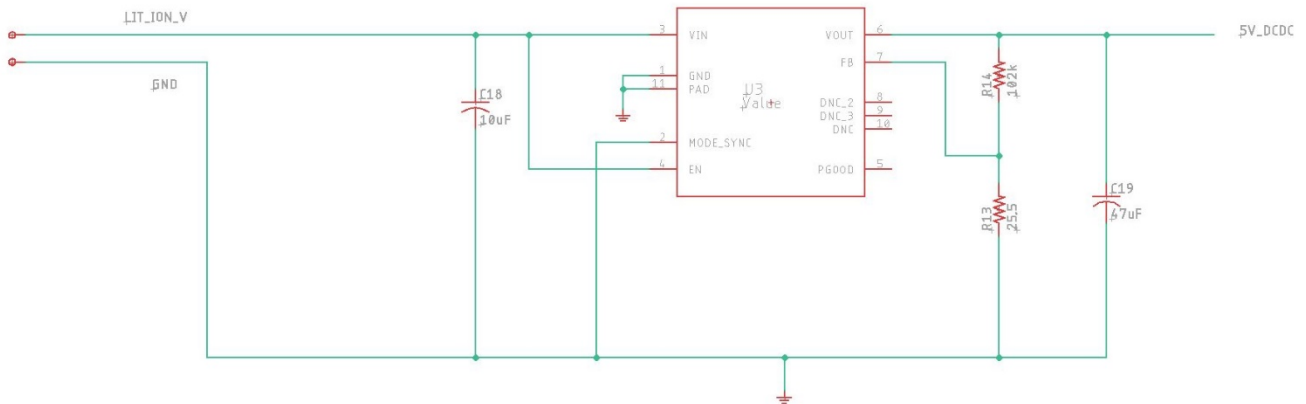 LIT_ION_V
GND
C18
10uF
3 VIN
1 GND
11 PAD
2 MODE_SYNC
4 EN
U3
Value
VOUT 6
FB 7
DNC_2 8
DNC_3 9
DNC 10
PGOOD 5
R14
102k
R13
25.5
C19
47uF
5V_DCDC